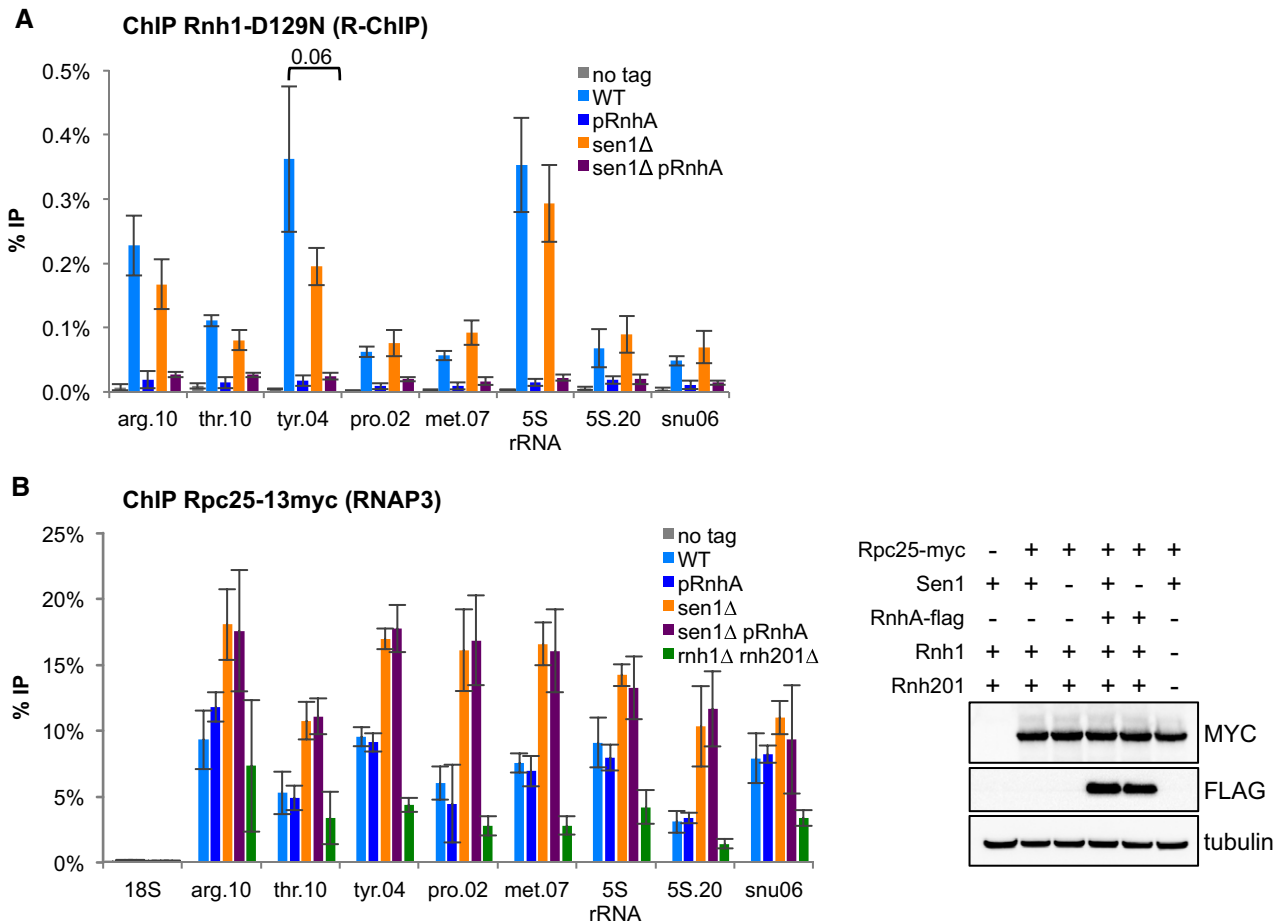 A
ChIP Rnh1-D129N (R-ChIP)
0.06
0.5%
0.4%
0.3%
0.2%
0.1%
0.0%
% IP
no tag
WT
pRnhA
sen1Δ
sen1Δ pRnhA
arg.10 thr.10 tyr.04 pro.02 met.07 5S rRNA 5S.20 snu06
B
ChIP Rpc25-13myc (RNAP3)
25%
20%
15%
10%
5%
0%
% IP
no tag
WT
pRnhA
sen1Δ
sen1Δ pRnhA
rnh1Δ rnh201Δ
18S arg.10 thr.10 tyr.04 pro.02 met.07 5S rRNA 5S.20 snu06
Rpc25-myc - + + + + +
Sen1 + + - + - +
RnhA-flag - - - + + -
Rnh1 + + + + + -
Rnh201 + + + + + -
MYC
FLAG
tubulin